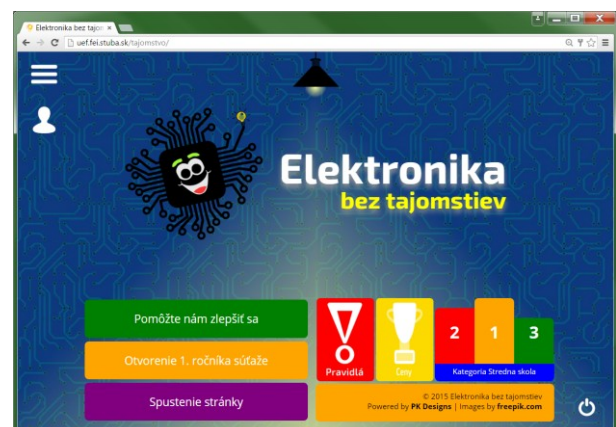 Elektronika bez tajom
uef.fei.stuba.sk/tajomstvo/
Elektronika
bez tajomstiev
Pomôžte nám zlepšiť sa
Otvorenie 1. ročníka súťaže
Spustenie stránky
Pravidlá
Ceny
2
1
3
Kategoria Stredna skola
© 2015 Elektronika bez tajomstiev
Powered by PK Designs | Images by freepik.com